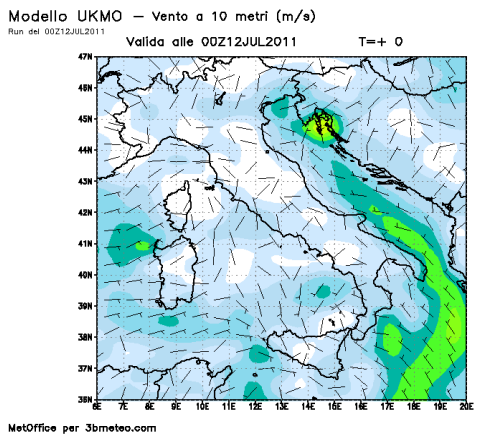 Modello UKMO – Vento a 10 metri (m/s)
Run del 00Z12JUL2011
Valida alle 00Z12JUL2011 T=+ 0
47N
46N
45N
44N
43N
42N
41N
40N
39N
38N
37N
38N
6E 7E 8E 9E 10E 11E 12E 13E 14E 15E 16E 17E 18E 19E 20E
MetOffice per 3bmeteo.com